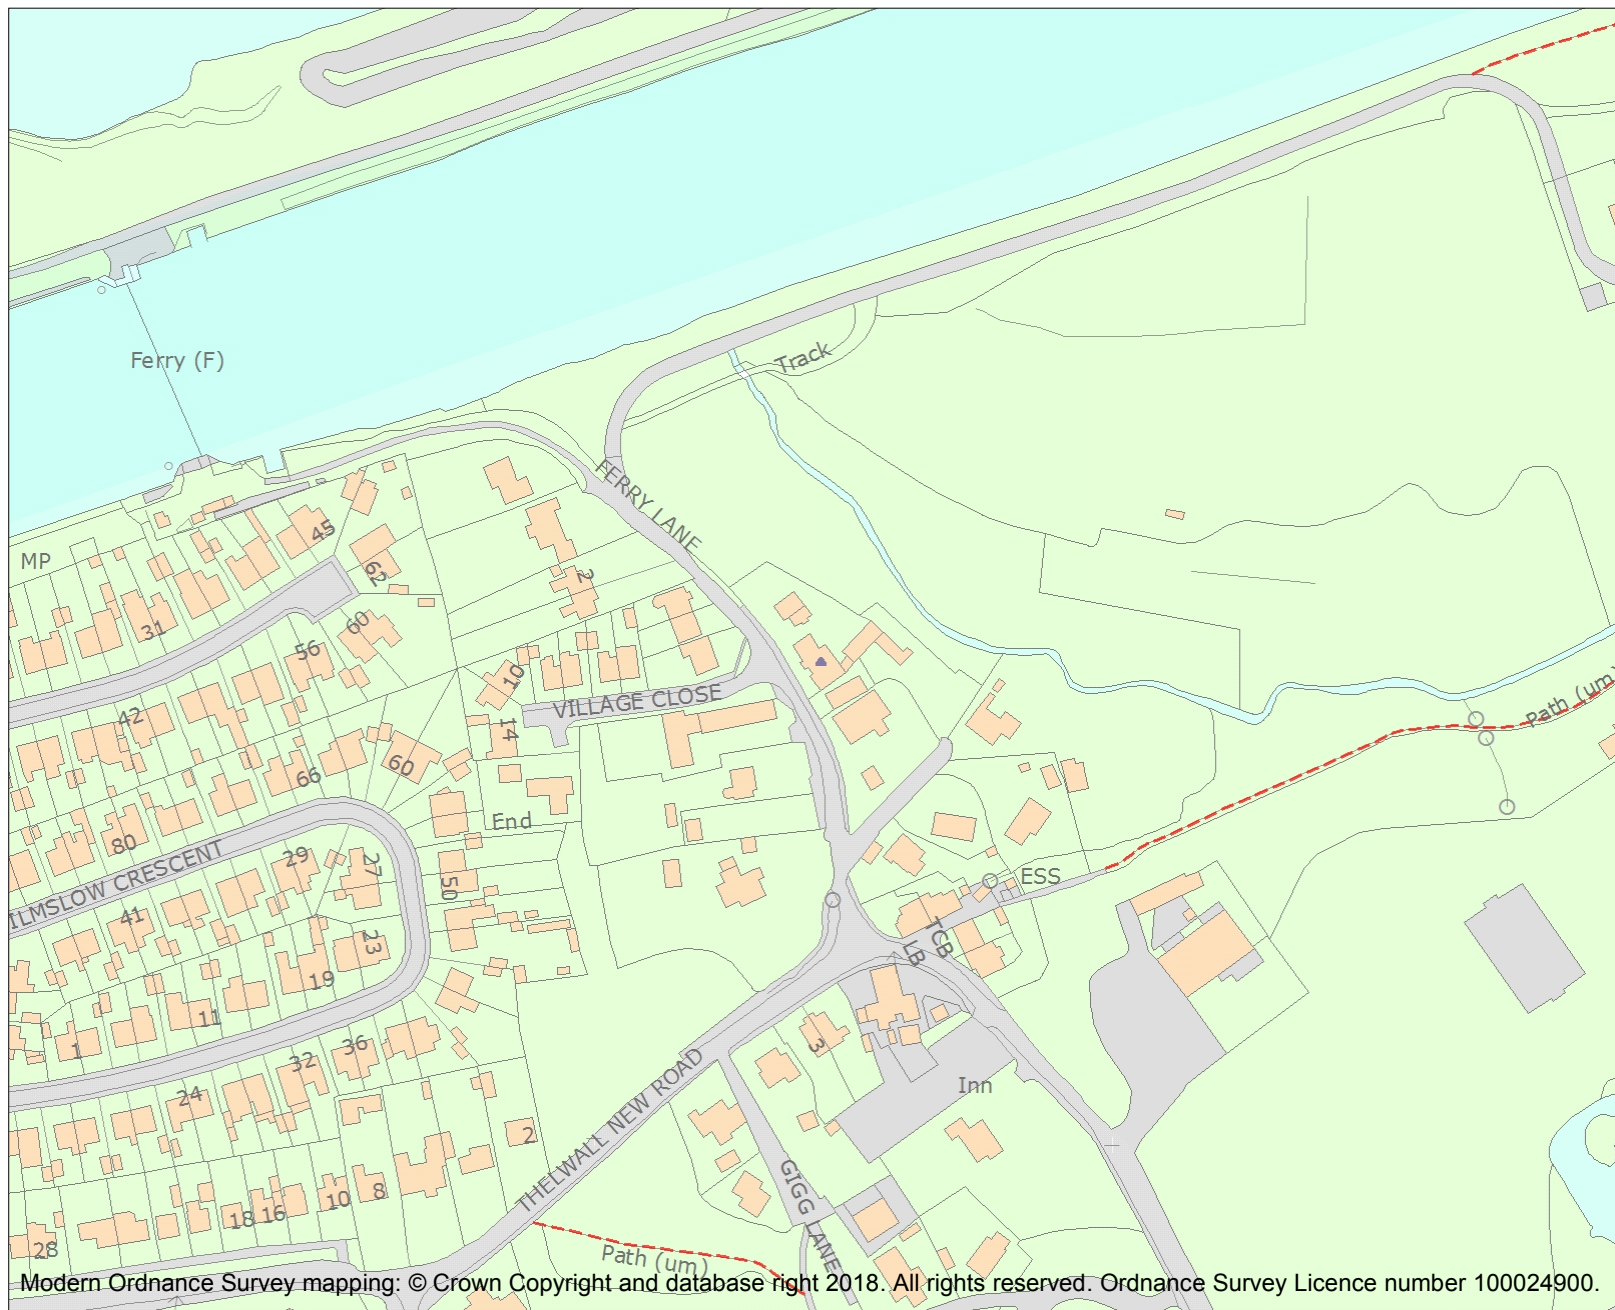 Ferry (F)
Track
FERRY LANE
45
MP
62
2
31
60
56
10
VILLAGE CLOSE
Path (um)
42
14
60
66
End
80
29
27
ILMSLOW CRESCENT
50
ESS
41
TCB
LB
23
19
11
1
3
36
32
24
THELWALL NEW ROAD
Inn
2
GIGG LANE
10
8
18
16
28
Path (um)
Modern Ordnance Survey mapping: © Crown Copyright and database right 2018. All rights reserved. Ordnance Survey Licence number 100024900.